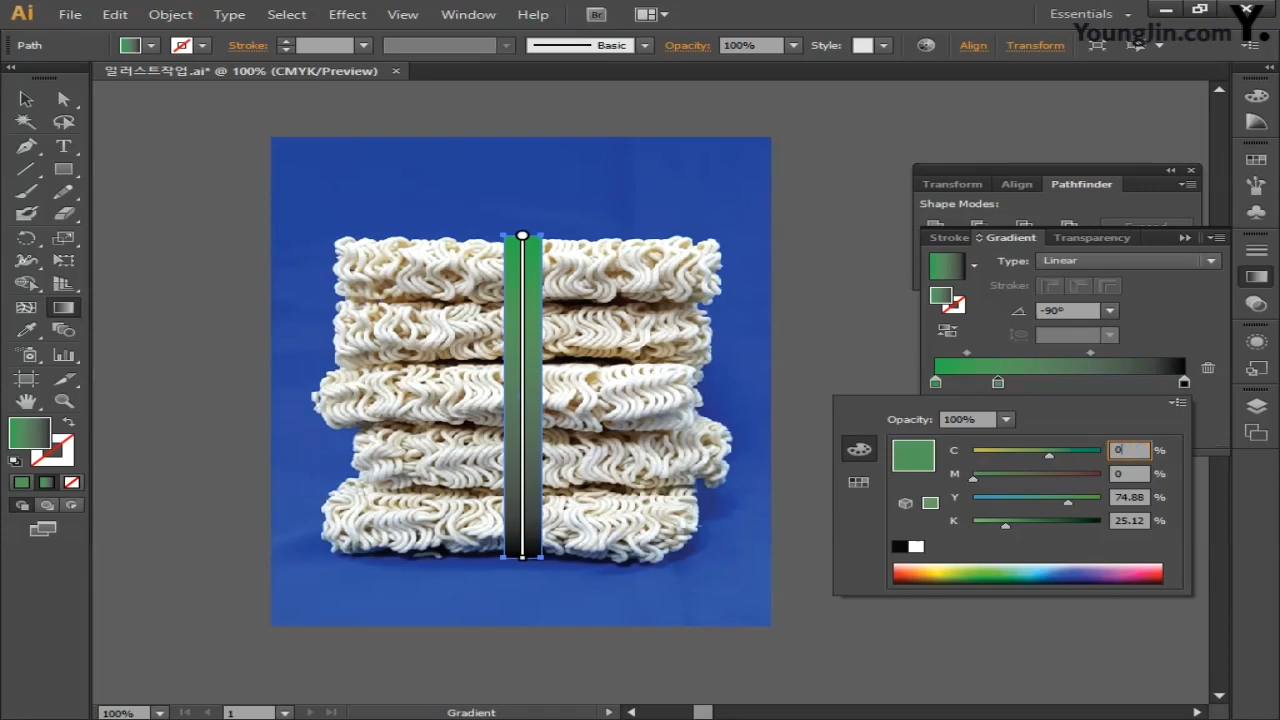 Ai File Edit Object Type Select Effect View Window Help Br Essentials
YoungJin.com Y.
Path Stroke: Basic Opacity: 100% Style: Align Transform
일러스트작업.ai* @ 100% (CMYK/Preview) ×
Transform Align Pathfinder
Shape Modes:
Stroke Gradient Transparency
Type: Linear
Stroke:
-90°
Opacity: 100%
C 0 %
M 0 %
Y 74.88 %
K 25.12 %
100% 1 Gradient